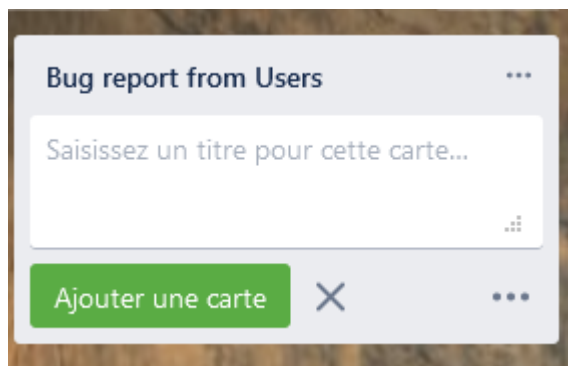 Bug report from Users
Saisissez un titre pour cette carte...
Ajouter une carte